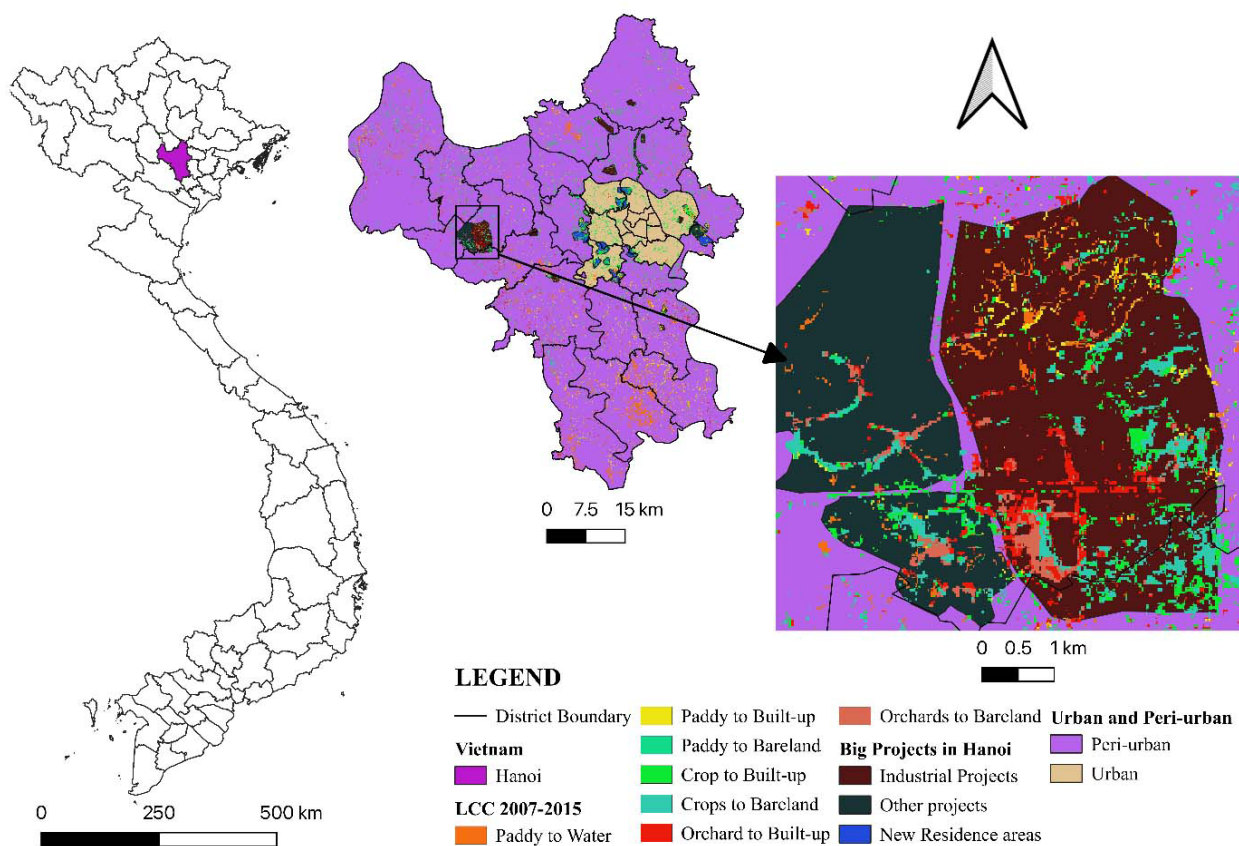 0 7.5 15 km
0 0.5 1 km
LEGEND
District Boundary
Vietnam
Hanoi
LCC 2007-2015
Paddy to Water
Paddy to Built-up
Paddy to Bareland
Crop to Built-up
Crops to Bareland
Orchard to Built-up
Orchards to Bareland
Big Projects in Hanoi
Industrial Projects
Other projects
New Residence areas
Urban and Peri-urban
Peri-urban
Urban
0 250 500 km